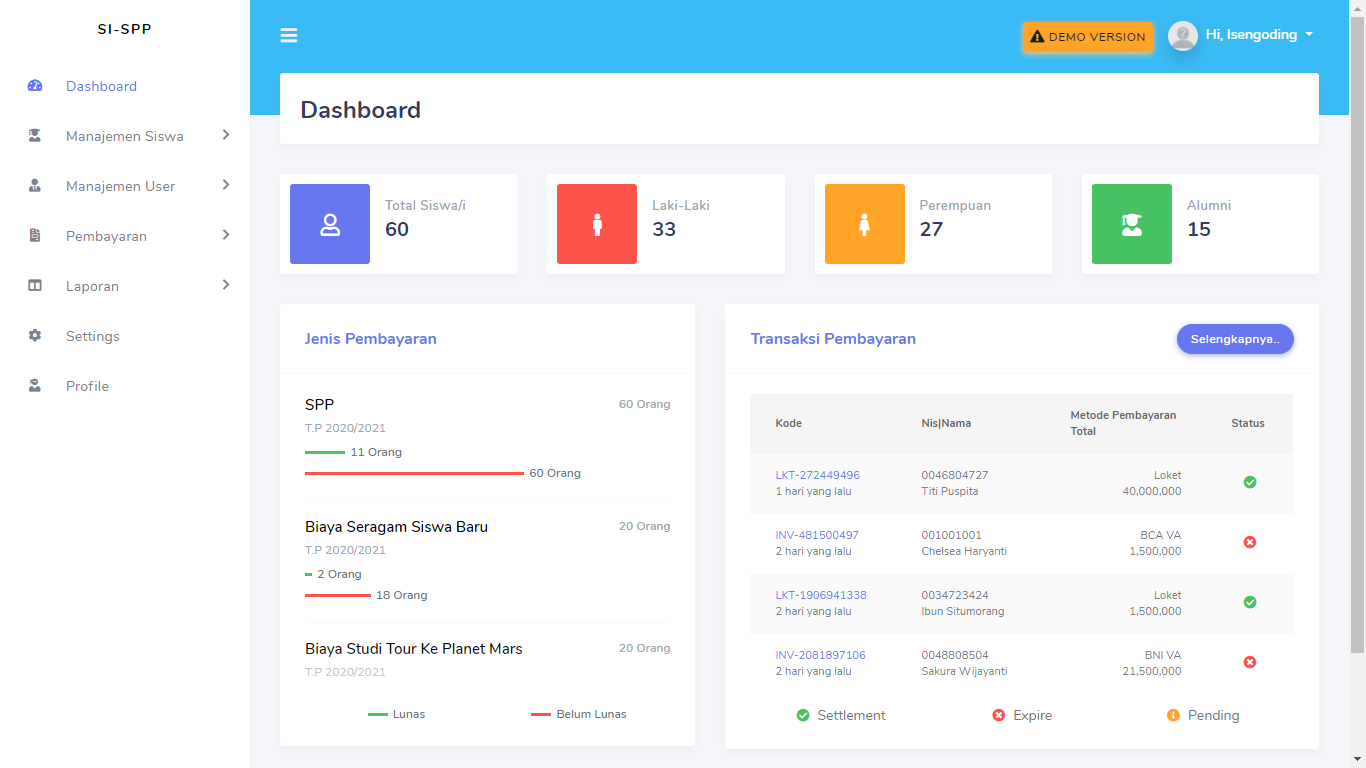 SI-SPP
DEMO VERSION
Hi, Isengoding
Dashboard
Manajemen Siswa
Manajemen User
Pembayaran
Laporan
Settings
Profile
Dashboard
Total Siswa/i
60
Laki-Laki
33
Perempuan
27
Alumni
15
Jenis Pembayaran
SPP
60 Orang
T.P 2020/2021
11 Orang
60 Orang
Biaya Seragam Siswa Baru
20 Orang
T.P 2020/2021
2 Orang
18 Orang
Biaya Studi Tour Ke Planet Mars
20 Orang
T.P 2020/2021
Lunas
Belum Lunas
Transaksi Pembayaran
Selengkapnya..
Kode
Nis|Nama
Metode Pembayaran
Total
Status
LKT-272449496
1 hari yang lalu
0046804727
Titi Puspita
Loket
40,000,000
INV-481500497
2 hari yang lalu
001001001
Chelsea Haryanti
BCA VA
1,500,000
LKT-1906941338
2 hari yang lalu
0034723424
Ibun Situmorang
Loket
1,500,000
INV-2081897106
2 hari yang lalu
0048808504
Sakura Wijayanti
BNI VA
21,500,000
Settlement
Expire
Pending